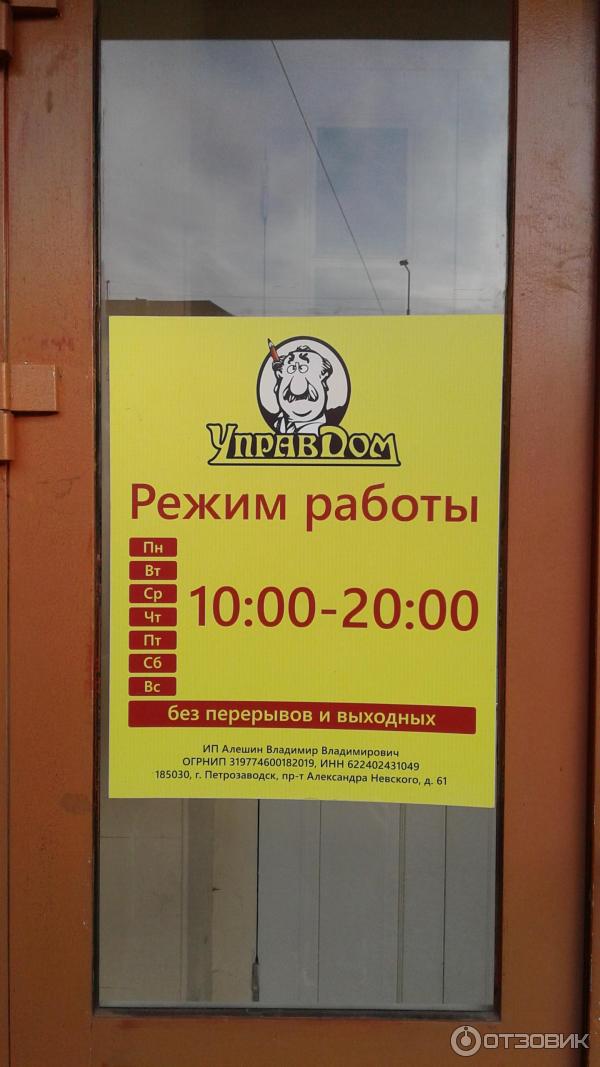 УправДом
Режим работы
Пн
Вт
Ср
Чт
Пт
Сб
Вс
10:00-20:00
без перерывов и выходных
ИП Алешин Владимир Владимирович
ОГРНИП 319774600182019, ИНН 622402431049
185030, г. Петрозаводск, пр-т Александра Невского, д. 61
ОТЗОВИК